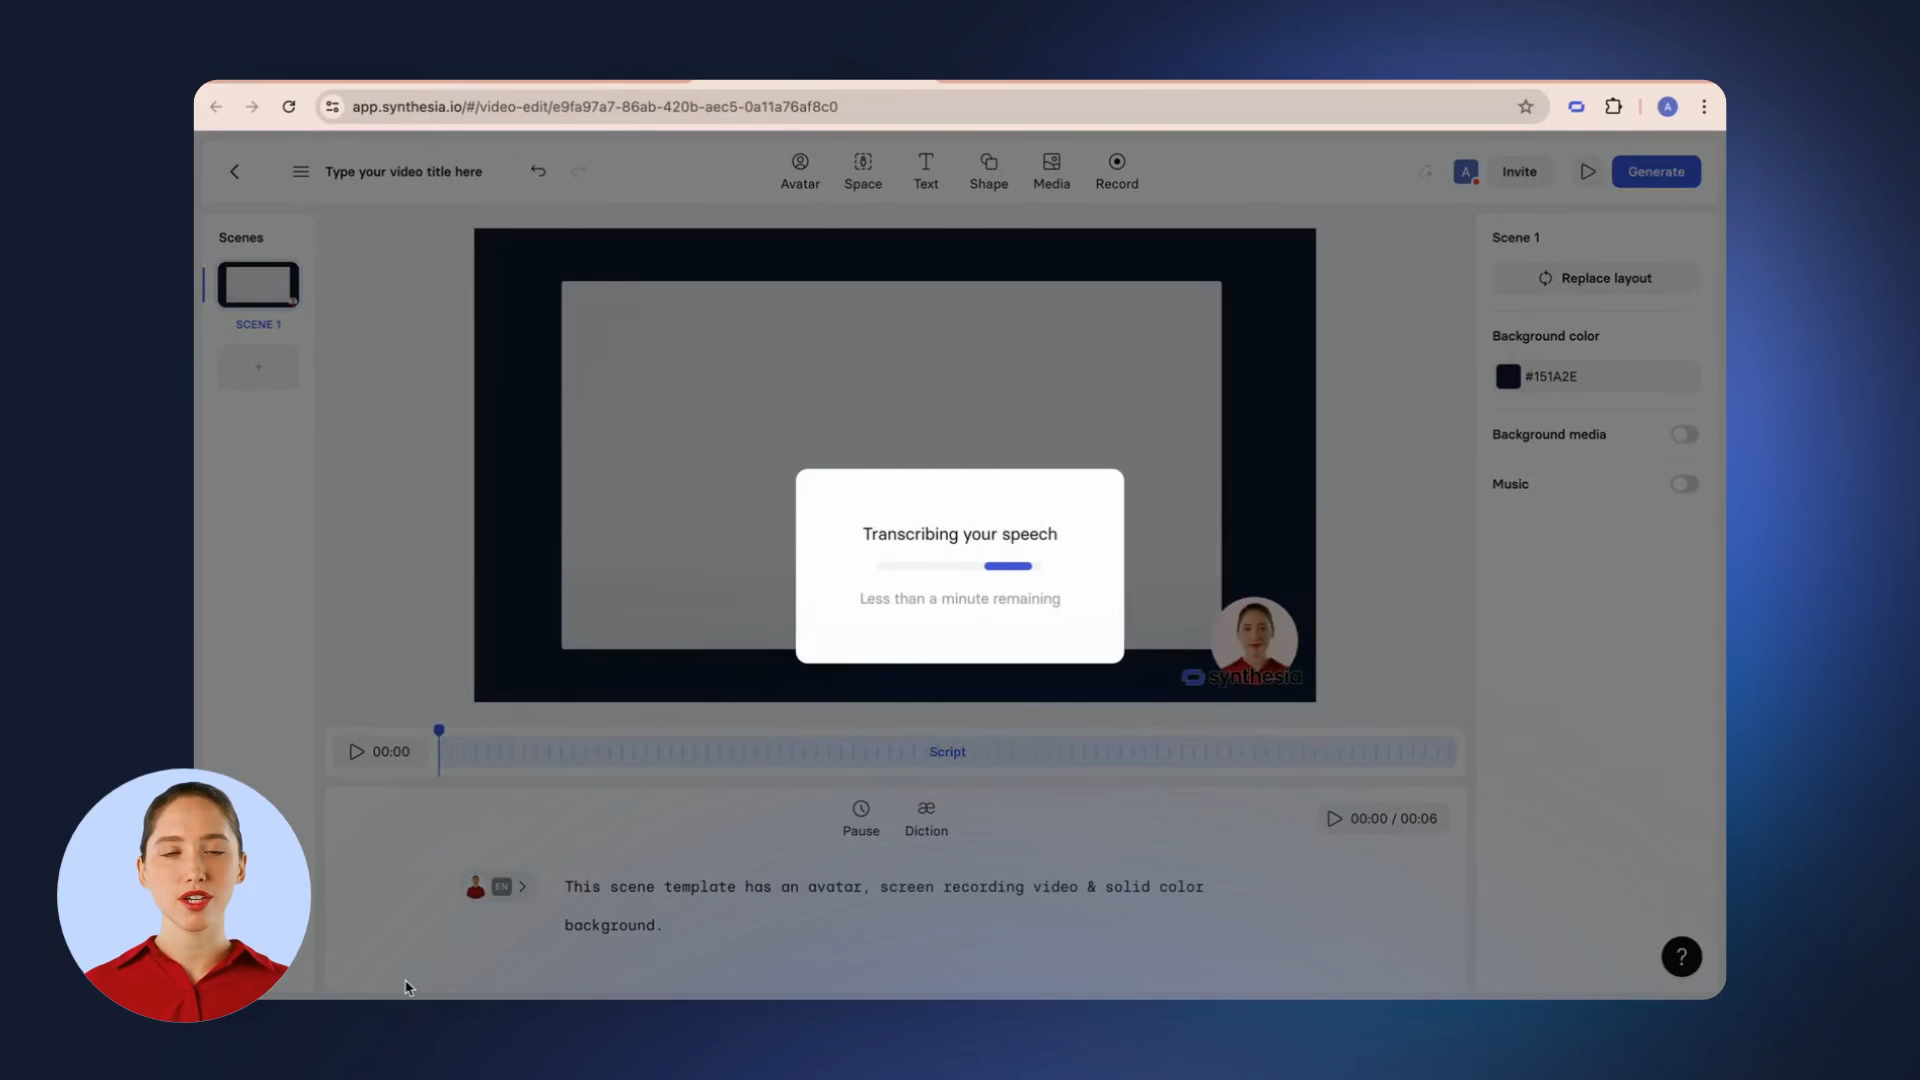 app.synthesia.io/#/video-edit/e9fa97a7-86ab-420b-aec5-0a11a76af8c0
A
Type your video title here
Avatar
Space
Text
Shape
Media
Record
A
Invite
Generate
Scenes
SCENE 1
+
Scene 1
Replace layout
Background color
#151A2E
Background media
Music
Transcribing your speech
Less than a minute remaining
synthesia
00:00
Script
æ
Pause
Diction
00:00 / 00:06
EN
This scene template has an avatar, screen recording video & solid color
background.
?